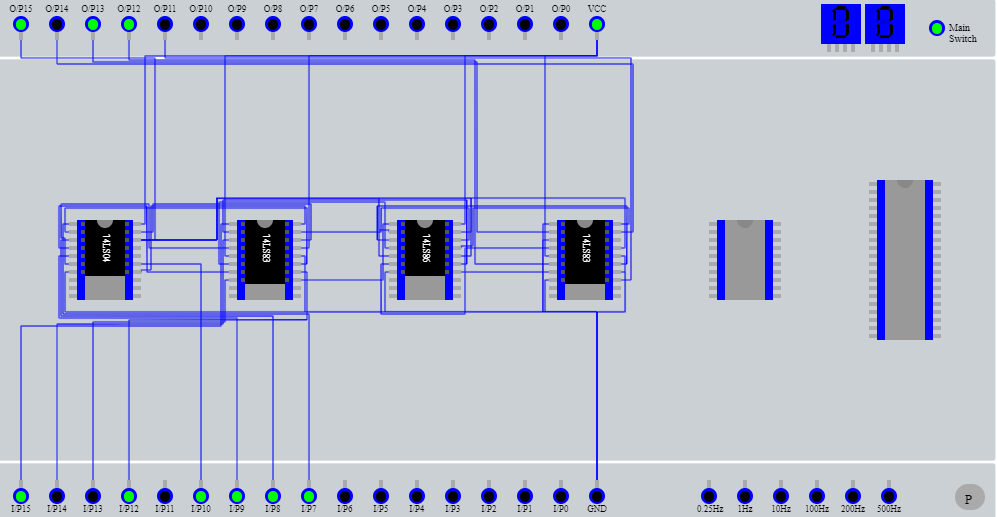 O/P15 O/P14 O/P13 O/P12 O/P11 O/P10 O/P9 O/P8 O/P7 O/P6 O/P5 O/P4 O/P3 O/P2 O/P1 O/P0 VCC
0 0
Main
Switch
74LS04 74LS83 74LS86 74LS83
I/P15 I/P14 I/P13 I/P12 I/P11 I/P10 I/P9 I/P8 I/P7 I/P6 I/P5 I/P4 I/P3 I/P2 I/P1 I/P0 GND 0.25Hz 1Hz 10Hz 100Hz 200Hz 500Hz
P